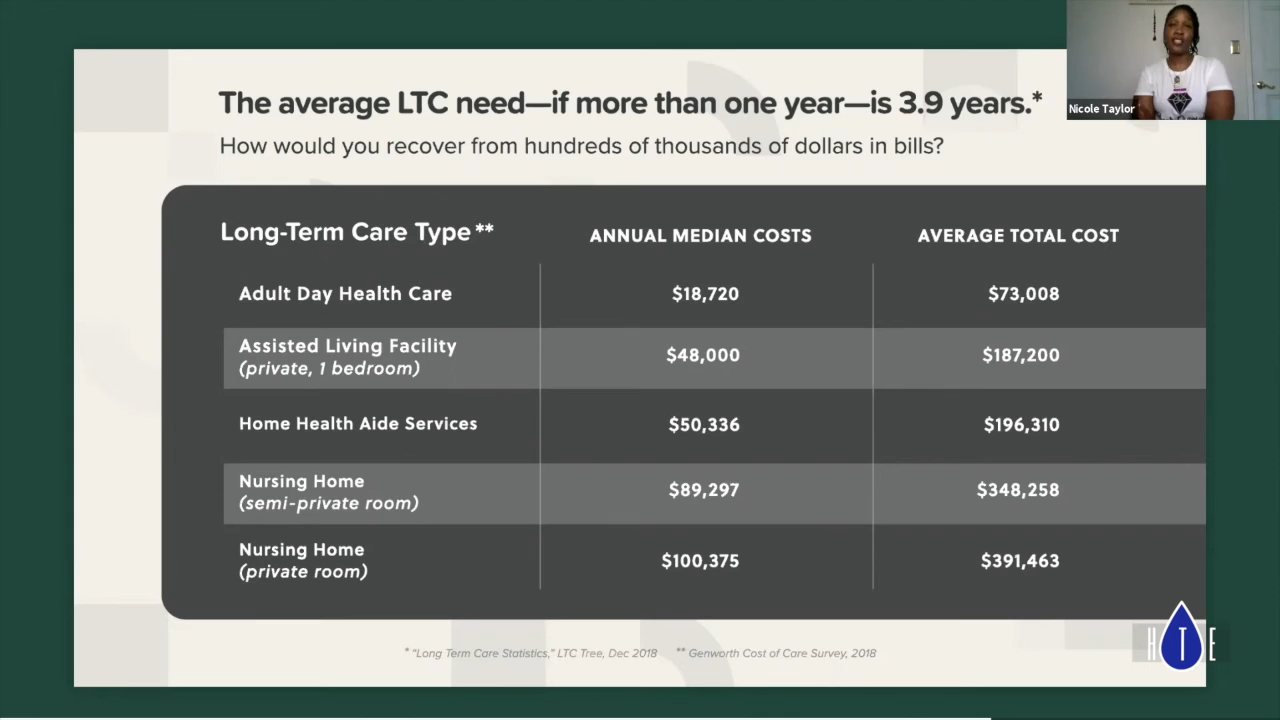 The average LTC need—if more than one year—is 3.9 years.*
How would you recover from hundreds of thousands of dollars in bills?
Nicole Taylor
Long-Term Care Type** ANNUAL MEDIAN COSTS AVERAGE TOTAL COST
Adult Day Health Care $18,720 $73,008
Assisted Living Facility
(private, 1 bedroom) $48,000 $187,200
Home Health Aide Services $50,336 $196,310
Nursing Home
(semi-private room) $89,297 $348,258
Nursing Home
(private room) $100,375 $391,463
* "Long Term Care Statistics," LTC Tree, Dec 2018 ** Genworth Cost of Care Survey, 2018
H T E